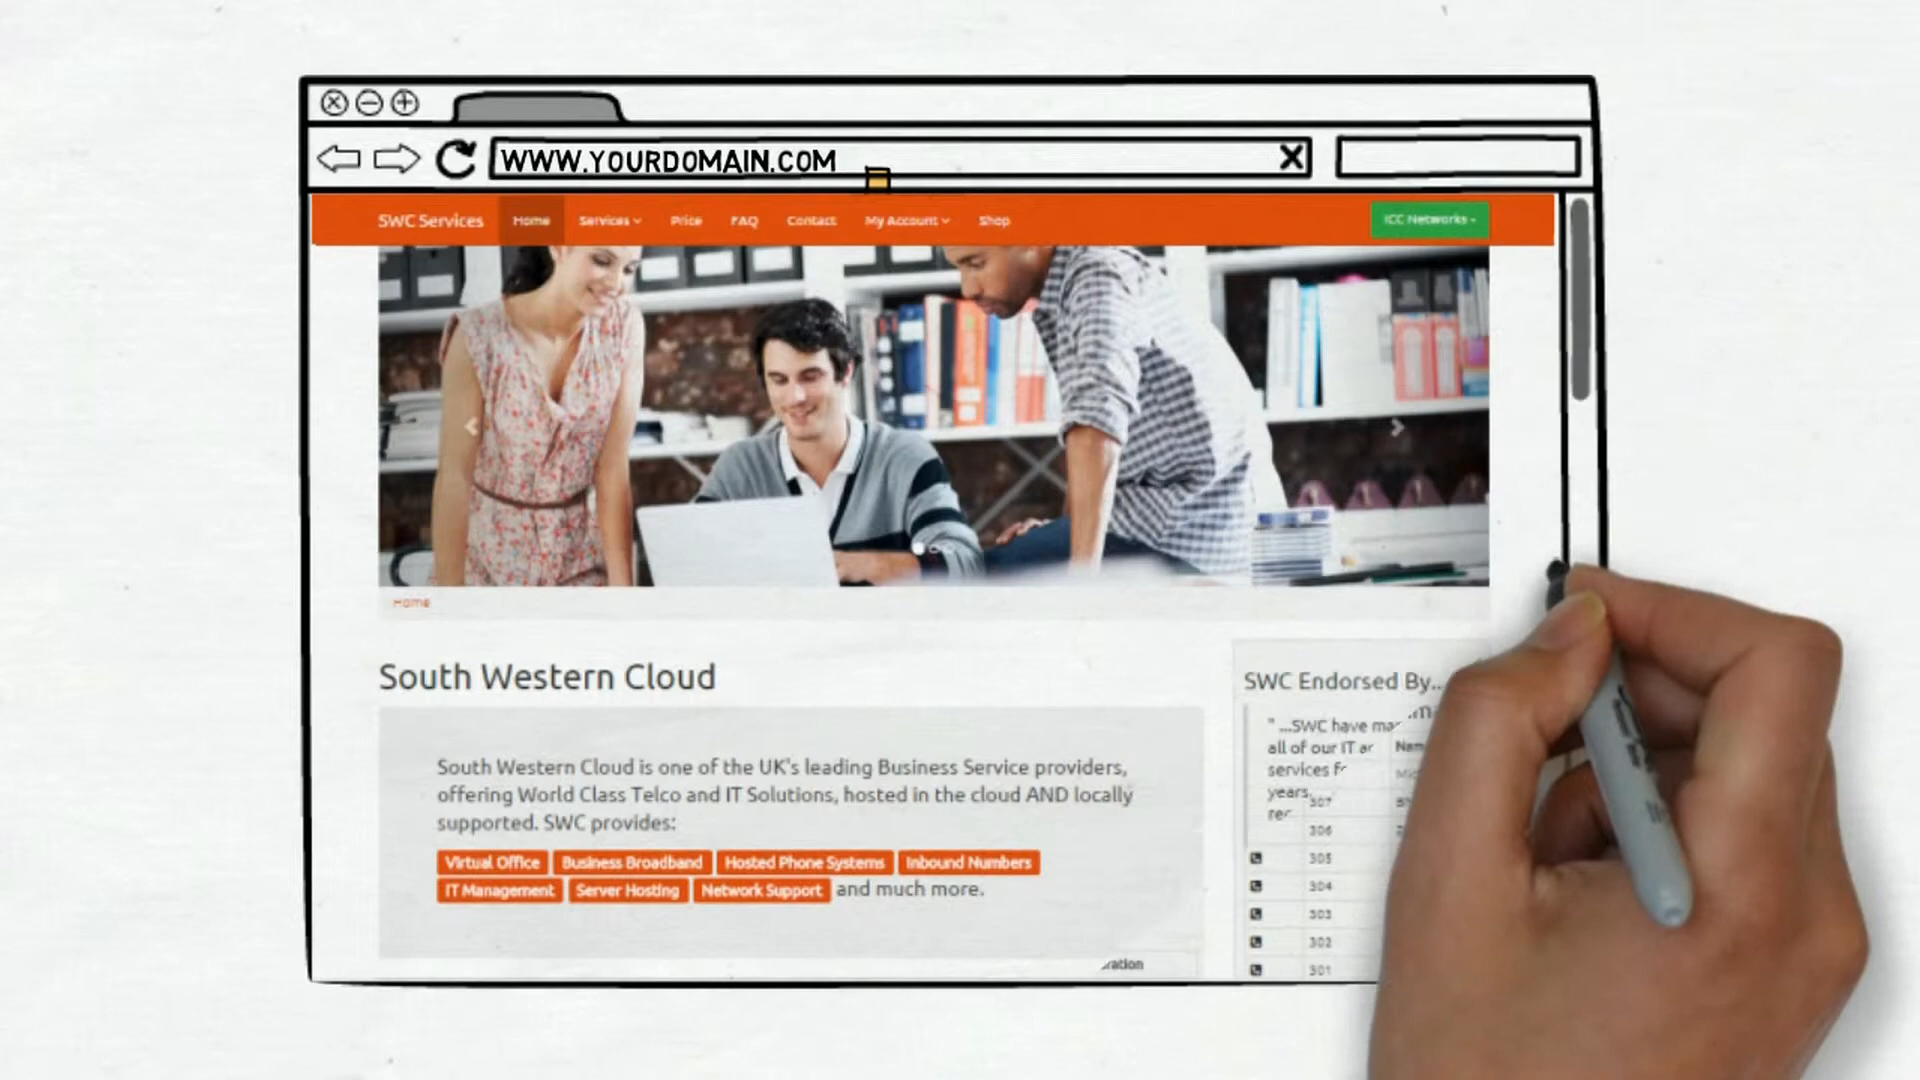 WWW.YOURDOMAIN.COM
SWC Services Home Services Price FAQ Contact My Account Shop ICC Networks
Home
South Western Cloud
South Western Cloud is one of the UK's leading Business Service providers,
offering World Class Telco and IT Solutions, hosted in the cloud AND locally
supported. SWC provides:
Virtual Office Business Broadband Hosted Phone Systems Inbound Numbers
IT Management Server Hosting Network Support and much more.
SWC Endorsed By...
" ...SWC have
all of our IT
services
years
307
306
305
304
303
302
301